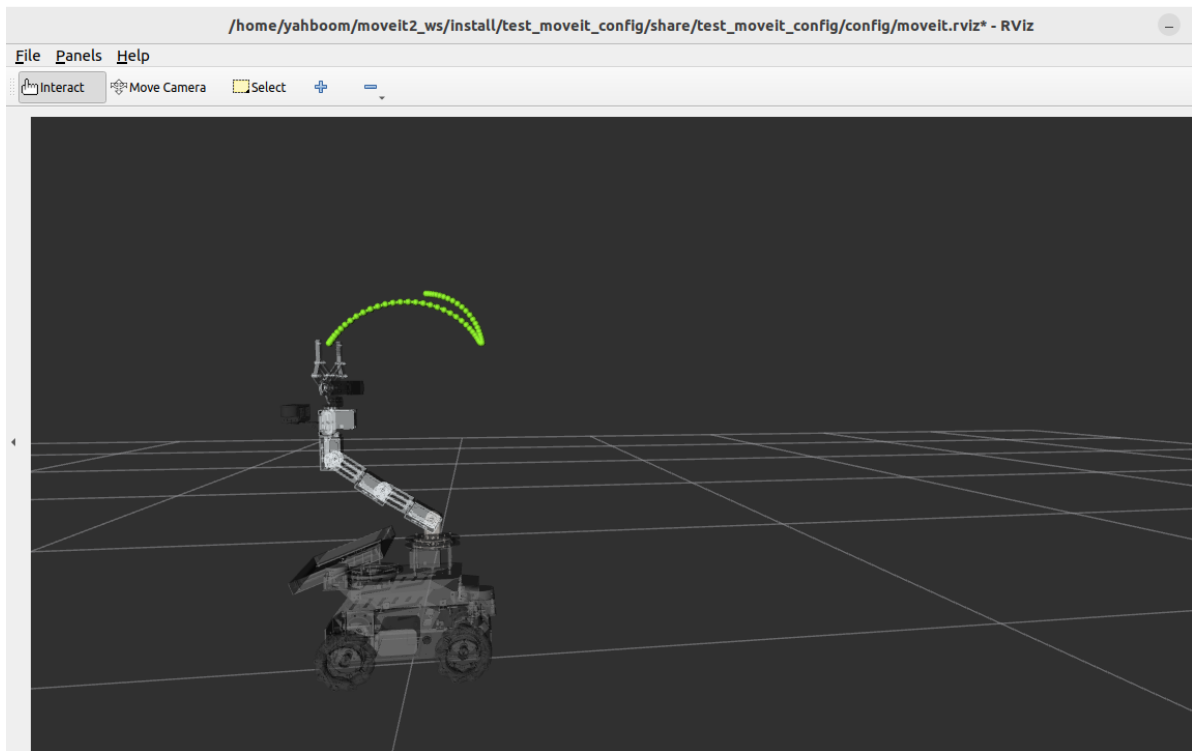 /home/yahboom/moveit2_ws/install/test_moveit_config/share/test_moveit_config/config/moveit.rviz* - RViz
File Panels Help
Interact Move Camera Select